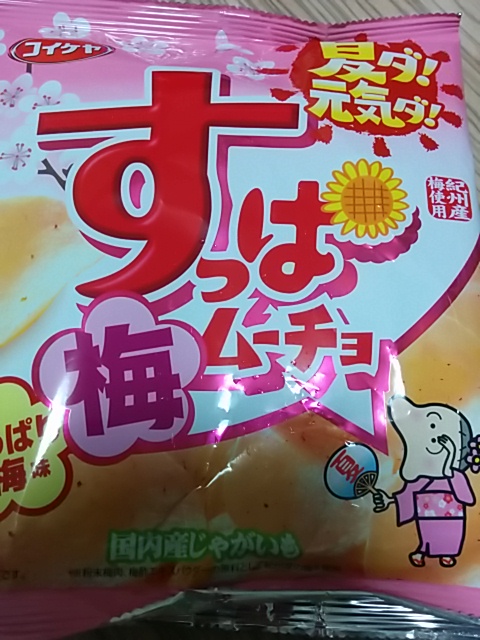 コイケヤ
夏ダ!
元気ダ!
すっぱ
ムーチョ
紀州産
梅使用
梅
っぱり
梅味
国内産じゃがいも